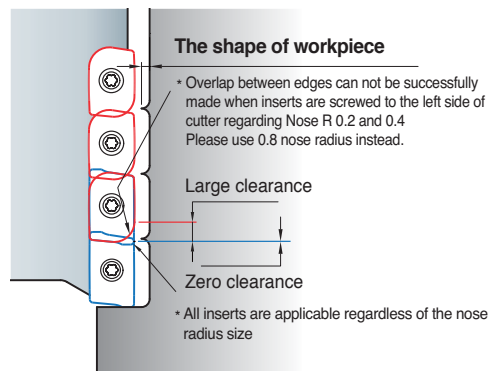 The shape of workpiece
* Overlap between edges can not be successfully
made when inserts are screwed to the left side of
cutter regarding Nose R 0.2 and 0.4
Please use 0.8 nose radius instead.
Large clearance
Zero clearance
* All inserts are applicable regardless of the nose
radius size